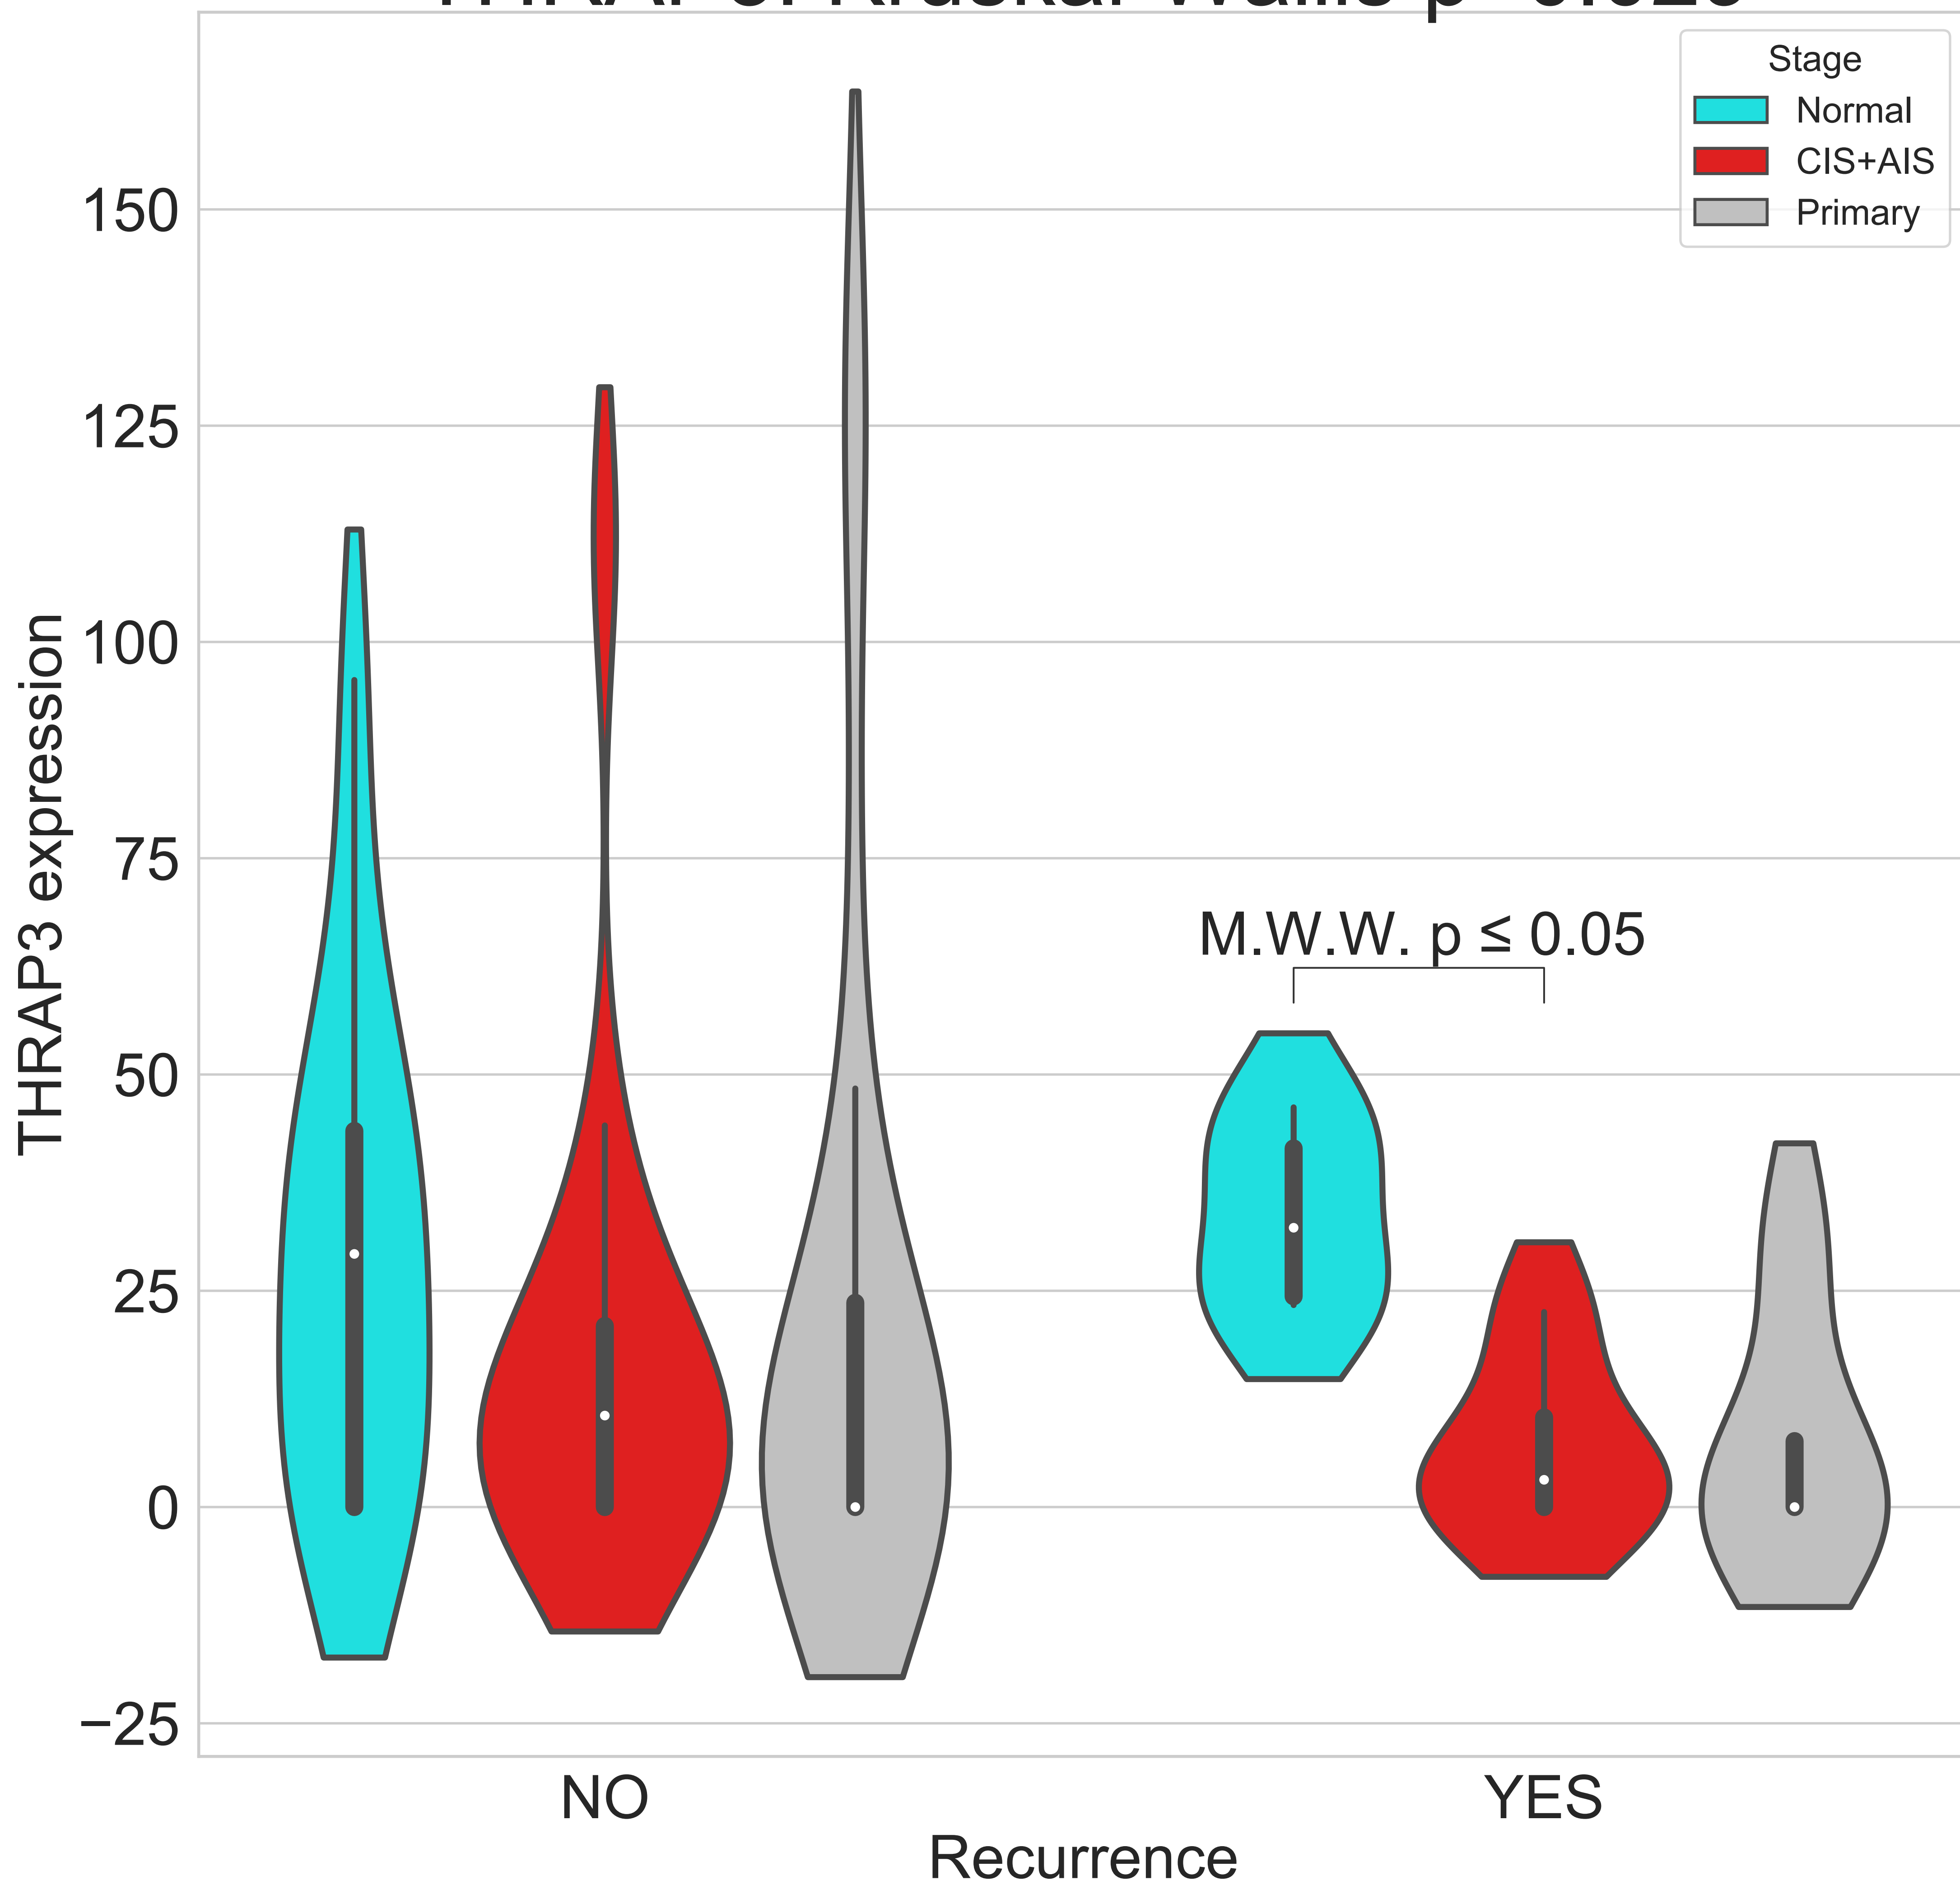 Stage
Normal
CIS+AIS
Primary
150
125
100
75
50
25
0
−25
THRAP3 expression
M.W.W. p ≤ 0.05
NO
YES
Recurrence